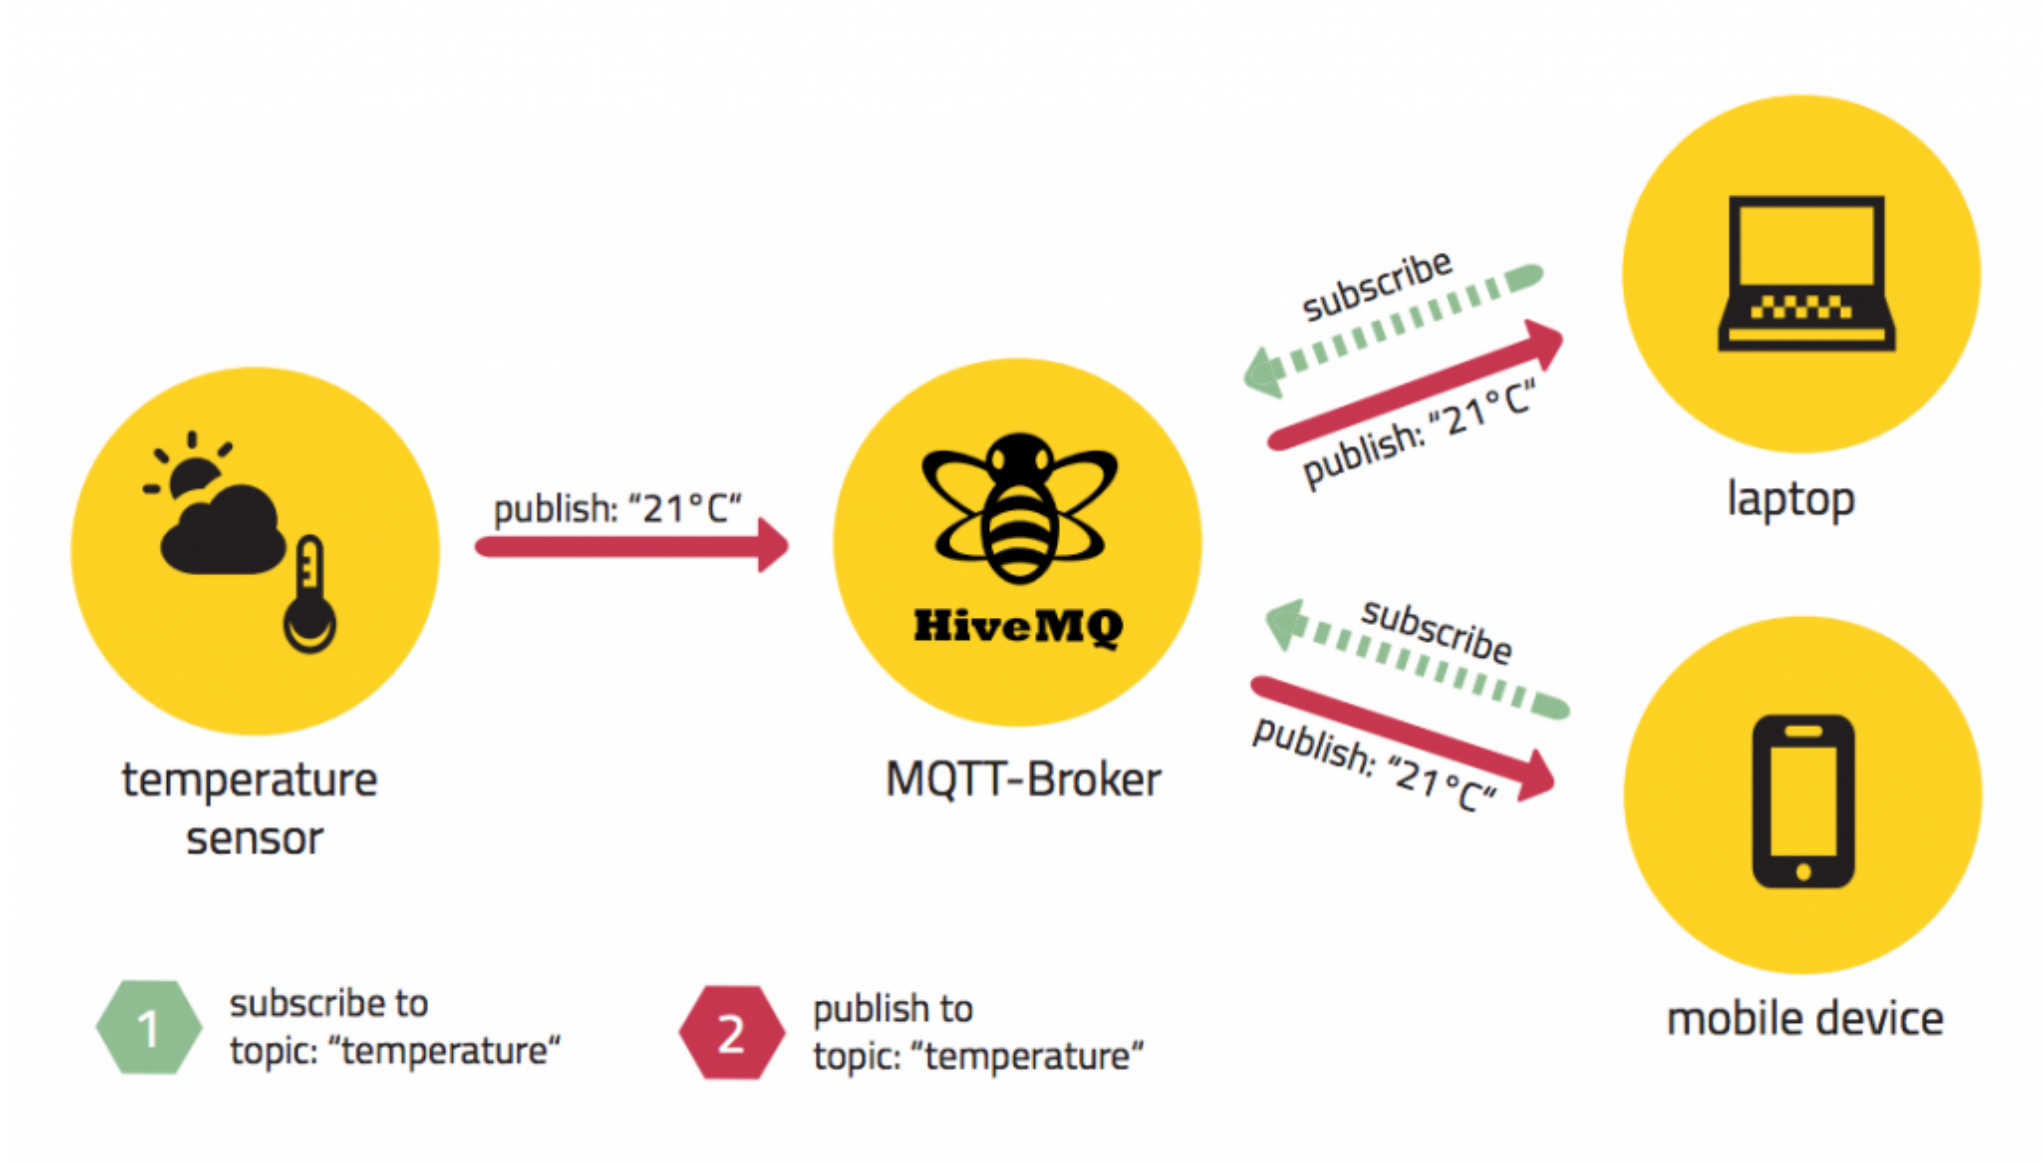 subscribe
publish: "21°C"
laptop
publish: "21°C"
HiveMQ
MQTT-Broker
temperature
sensor
subscribe
publish: "21°C"
mobile device
1
subscribe to
topic: "temperature"
2
publish to
topic: "temperature"